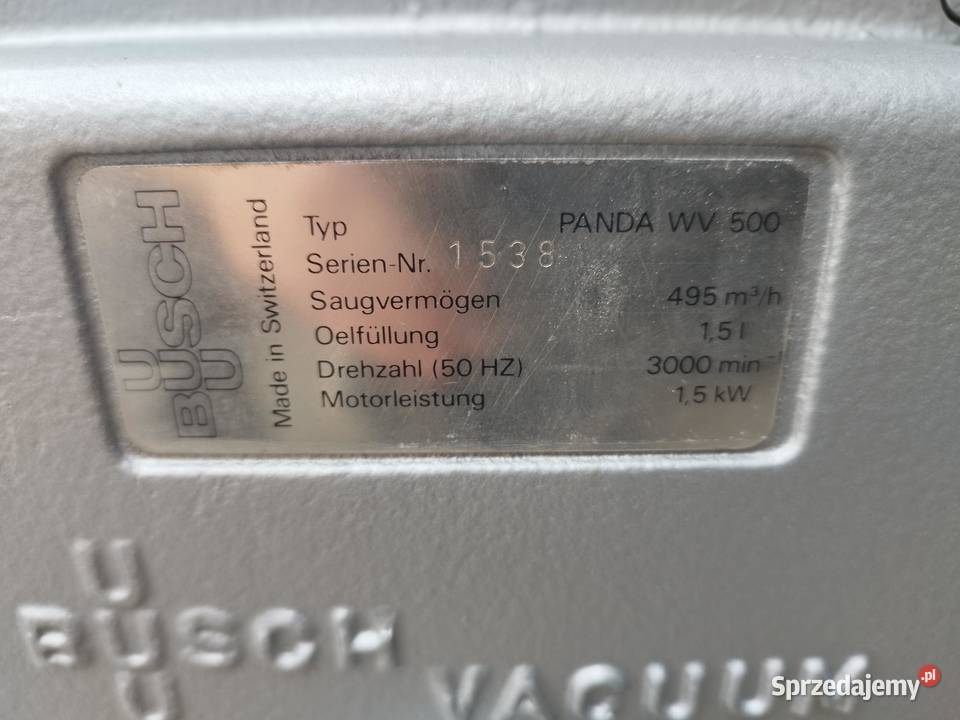 BUSCH
U
U
Made in Switzerland
Typ PANDA WV 500
Serien-Nr. 1538
Saugvermögen 495 m³/h
Oelfüllung 1,5 l
Drehzahl (50 HZ) 3000 min⁻¹
Motorleistung 1,5 kW
U
BUSCH
U
VACUUM
Sprzedajemy.pl